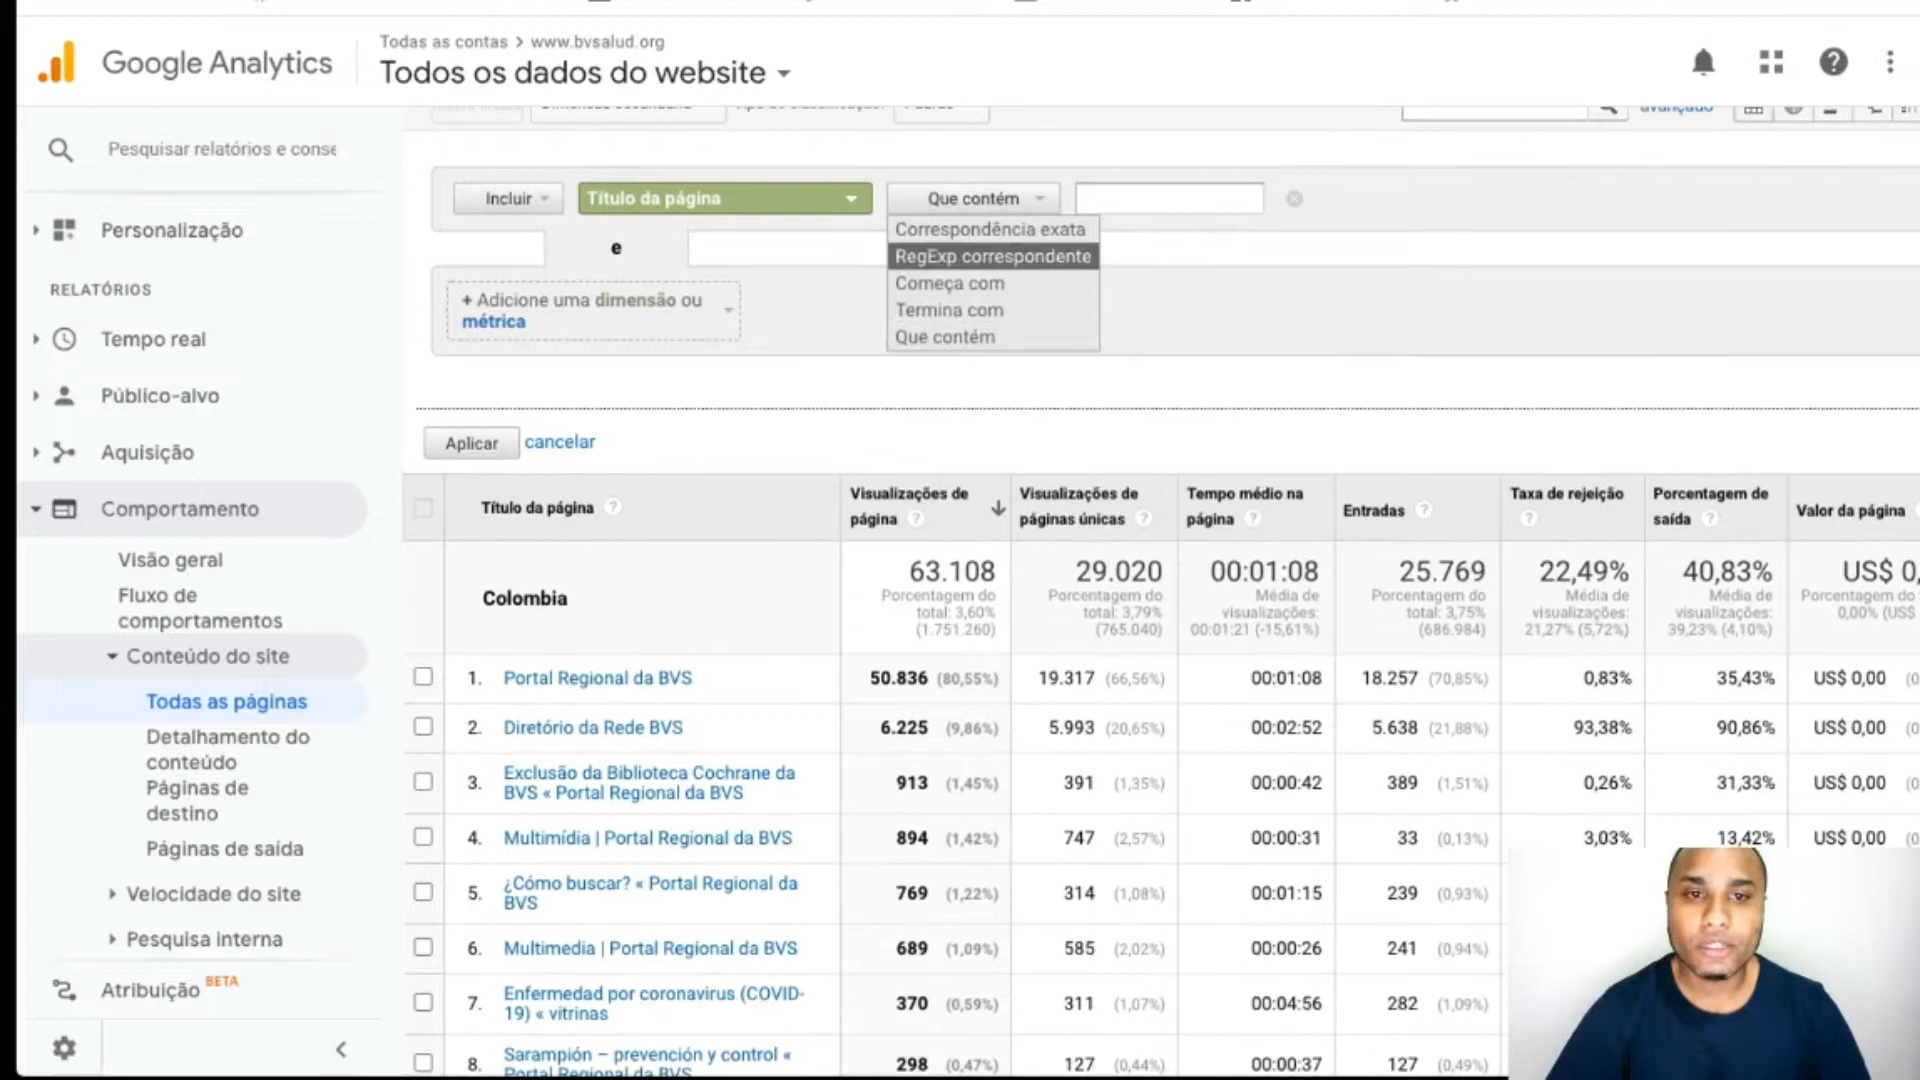 Todas as contas > www.bvsalud.org
Google Analytics
Todos os dados do website
avançado
Pesquisar relatórios e conse
Incluir
Título da página
Que contém
Correspondência exata
e
RegExp correspondente
Começa com
+ Adicione uma dimensão ou
métrica
Termina com
Que contém
Personalização
RELATÓRIOS
Tempo real
Público-alvo
Aquisição
Comportamento
Visão geral
Fluxo de
comportamentos
Conteúdo do site
Todas as páginas
Detalhamento do
conteúdo
Páginas de
destino
Páginas de saída
Velocidade do site
Pesquisa interna
Atribuição BETA
Aplicar cancelar
Título da página
Visualizações de
página
Visualizações de
páginas únicas
Tempo médio na
página
Entradas
Taxa de rejeição
Porcentagem de
saída
Valor da página
Colombia
63.108
Porcentagem do
total: 3,60%
(1.751.260)
29.020
Porcentagem do
total: 3,79%
(765.040)
00:01:08
Média de
visualizações:
00:01:21 (-15,61%)
25.769
Porcentagem do
total: 3,75%
(686.984)
22,49%
Média de
visualizações:
21,27% (5,72%)
40,83%
Média de
visualizações:
39,23% (4,10%)
US$ 0,
Porcentagem do
0,00% (US$
1. Portal Regional da BVS 50.836 (80,55%) 19.317 (66,56%) 00:01:08 18.257 (70,85%) 0,83% 35,43% US$ 0,00 (0
2. Diretório da Rede BVS 6.225 (9,86%) 5.993 (20,65%) 00:02:52 5.638 (21,88%) 93,38% 90,86% US$ 0,00 (0
3. Exclusão da Biblioteca Cochrane da
BVS « Portal Regional da BVS 913 (1,45%) 391 (1,35%) 00:00:42 389 (1,51%) 0,26% 31,33% US$ 0,00 (0
4. Multimídia | Portal Regional da BVS 894 (1,42%) 747 (2,57%) 00:00:31 33 (0,13%) 3,03% 13,42% US$ 0,00 (0
5. ¿Cómo buscar? « Portal Regional da
BVS 769 (1,22%) 314 (1,08%) 00:01:15 239 (0,93%)
6. Multimedia | Portal Regional da BVS 689 (1,09%) 585 (2,02%) 00:00:26 241 (0,94%)
7. Enfermedad por coronavirus (COVID-
19) « vitrinas 370 (0,59%) 311 (1,07%) 00:04:56 282 (1,09%)
8. Sarampión – prevención y control «
Portal Regional da BVS 298 (0,47%) 127 (0,44%) 00:00:37 127 (0,49%)